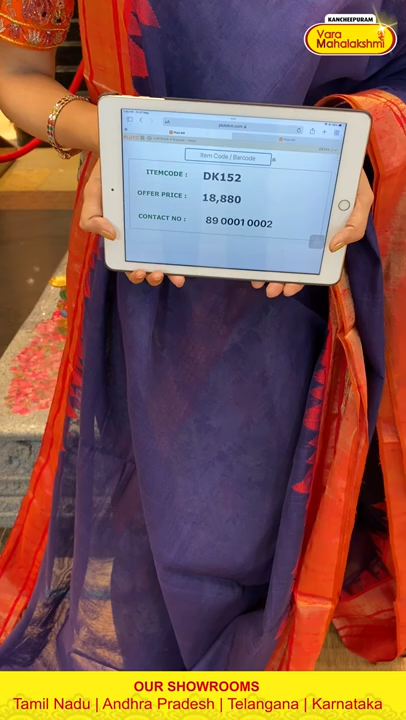 KANCHEEPURAM
Vara
Mahalakshmi
Item Code / Barcode
ITEMCODE : DK152
OFFER PRICE : 18,880
CONTACT NO : 89 0001 0002
OUR SHOWROOMS
Tamil Nadu | Andhra Pradesh | Telangana | Karnataka